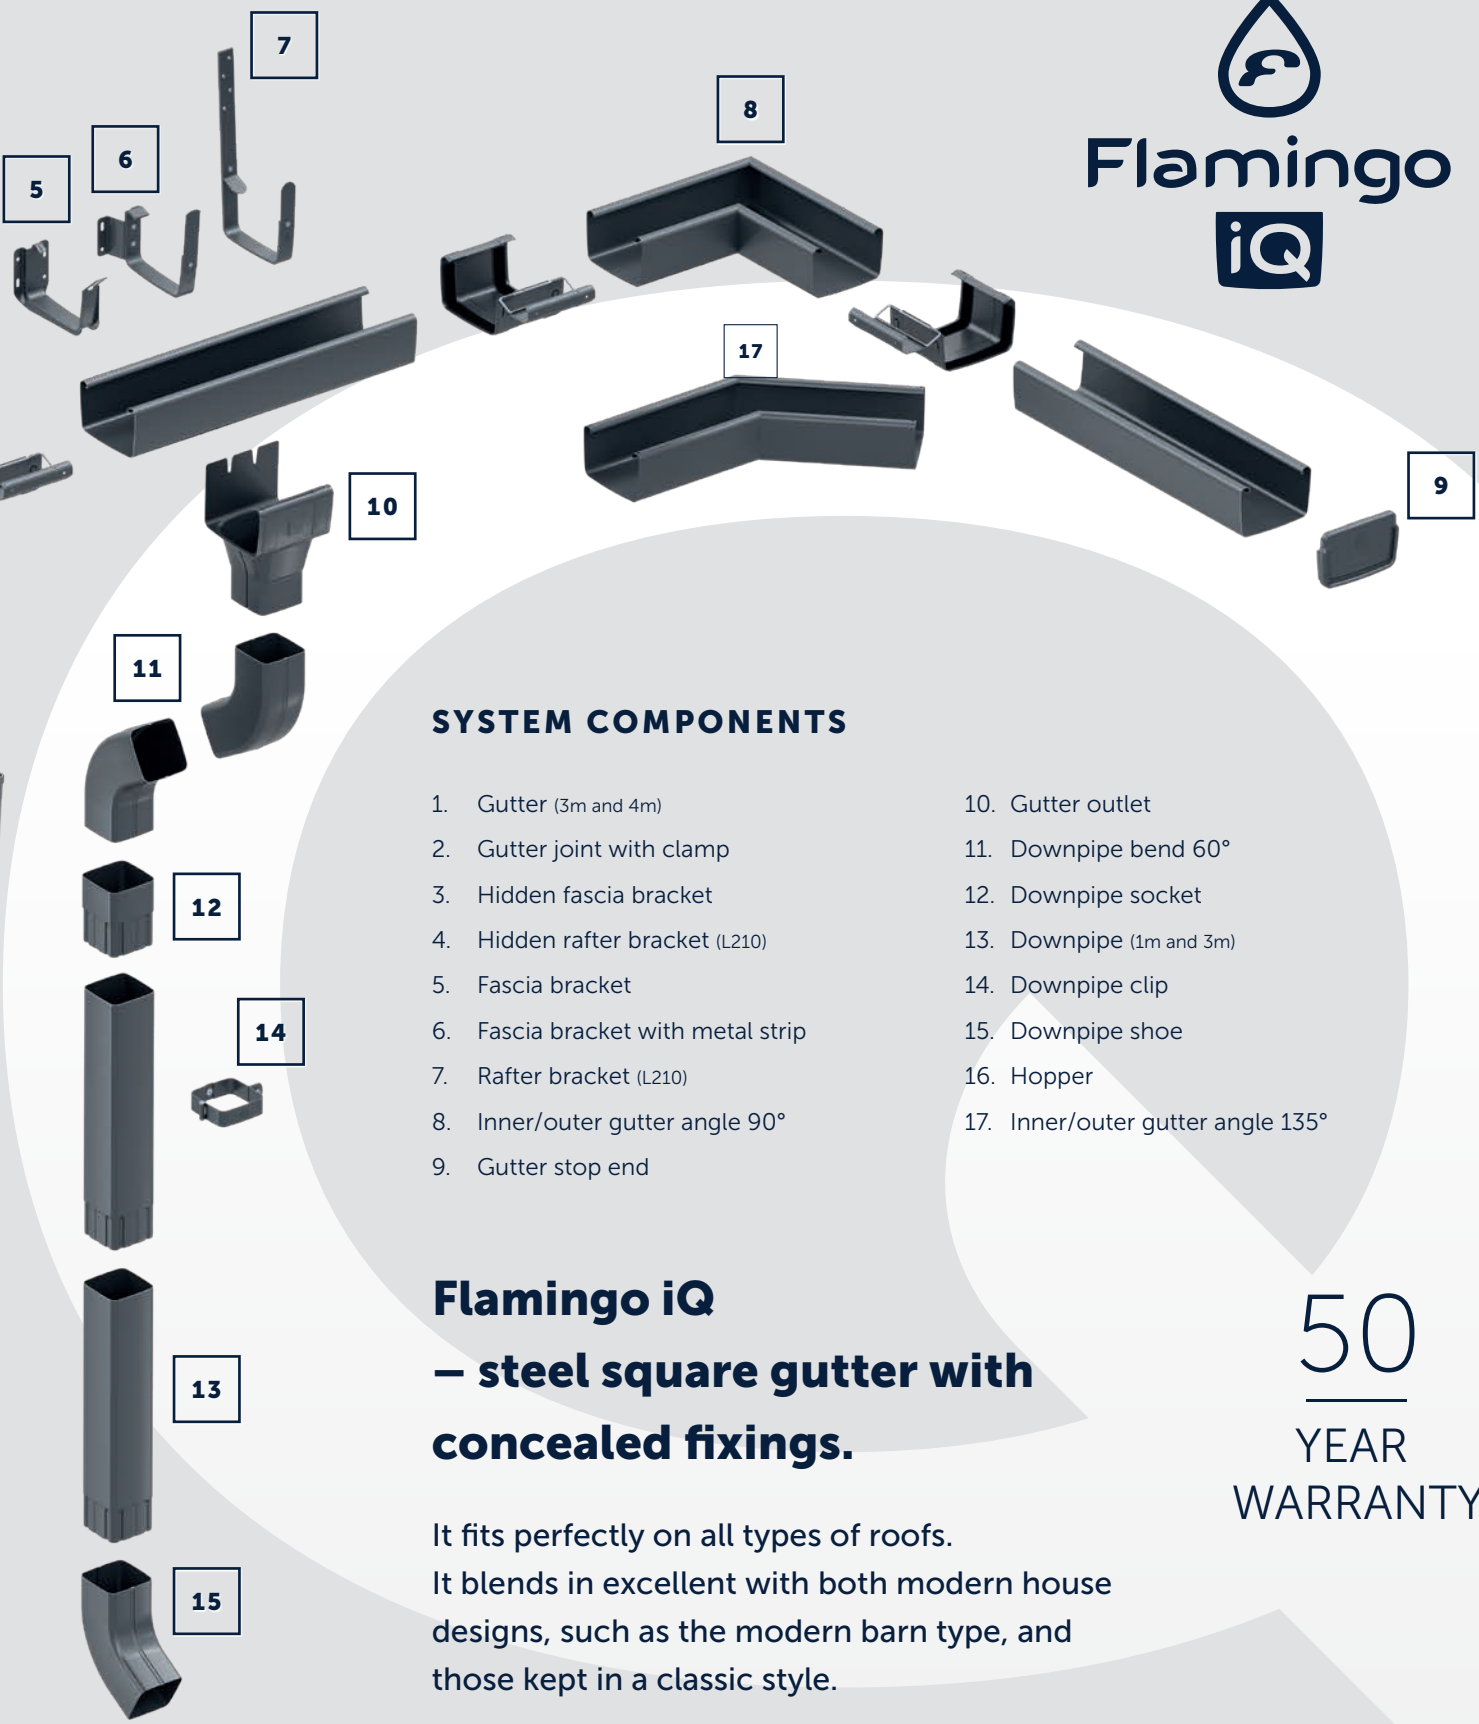 7
8
6
5
Flamingo
iQ
17
9
10
11
SYSTEM COMPONENTS
1. Gutter (3m and 4m)
2. Gutter joint with clamp
3. Hidden fascia bracket
4. Hidden rafter bracket (L210)
5. Fascia bracket
6. Fascia bracket with metal strip
7. Rafter bracket (L210)
8. Inner/outer gutter angle 90°
9. Gutter stop end
10. Gutter outlet
11. Downpipe bend 60°
12. Downpipe socket
13. Downpipe (1m and 3m)
14. Downpipe clip
15. Downpipe shoe
16. Hopper
17. Inner/outer gutter angle 135°
12
14
13
15
Flamingo iQ
– steel square gutter with
concealed fixings.
50
YEAR
WARRANTY
It fits perfectly on all types of roofs.
It blends in excellent with both modern house
designs, such as the modern barn type, and
those kept in a classic style.